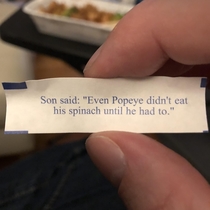 Son said: "Even Popeye didn't eat
his spinach until he had to."